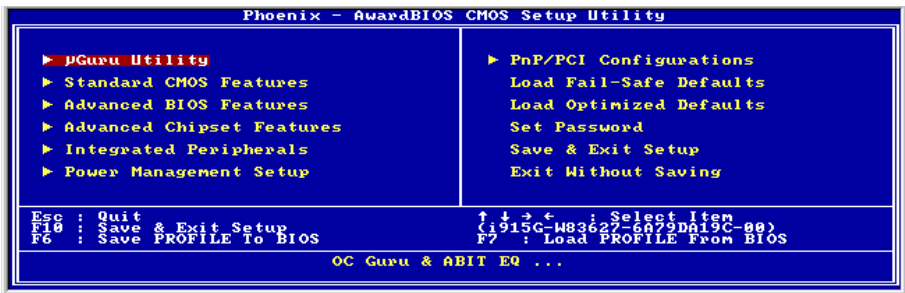 Phoenix - AwardBIOS CMOS Setup Utility
► µGuru Utility
► Standard CMOS Features
► Advanced BIOS Features
► Advanced Chipset Features
► Integrated Peripherals
► Power Management Setup
► PnP/PCI Configurations
Load Fail-Safe Defaults
Load Optimized Defaults
Set Password
Save & Exit Setup
Exit Without Saving
Esc : Quit
F10 : Save & Exit Setup
F6 : Save PROFILE To BIOS
↑ ↓ → ← : Select Item
(i915G-W83627-6A79DA19C-00)
F7 : Load PROFILE From BIOS
OC Guru & ABIT EQ ...